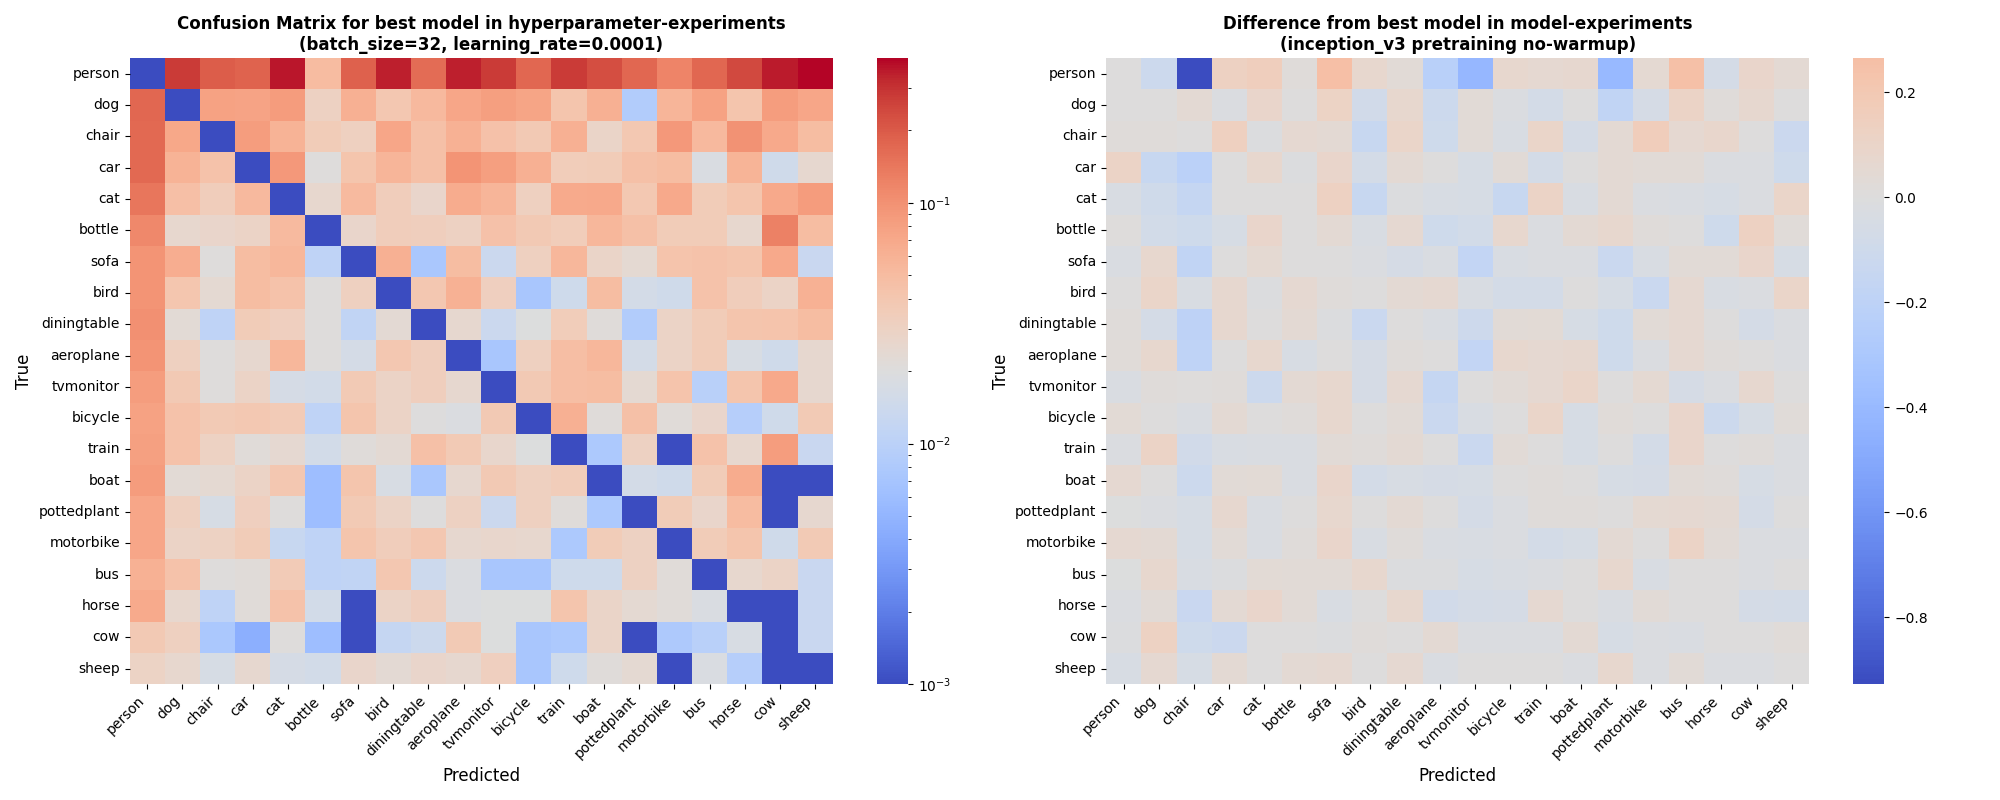 Confusion Matrix for best model in hyperparameter-experiments
(batch_size=32, learning_rate=0.0001)
True
person
dog
chair
car
cat
bottle
sofa
bird
diningtable
aeroplane
tvmonitor
bicycle
train
boat
pottedplant
motorbike
bus
horse
cow
sheep
person
dog
chair
car
cat
bottle
sofa
bird
diningtable
aeroplane
tvmonitor
bicycle
train
boat
pottedplant
motorbike
bus
horse
cow
sheep
Predicted
10⁻¹
10⁻²
10⁻³
Difference from best model in model-experiments
(inception_v3 pretraining no-warmup)
True
person
dog
chair
car
cat
bottle
sofa
bird
diningtable
aeroplane
tvmonitor
bicycle
train
boat
pottedplant
motorbike
bus
horse
cow
sheep
person
dog
chair
car
cat
bottle
sofa
bird
diningtable
aeroplane
tvmonitor
bicycle
train
boat
pottedplant
motorbike
bus
horse
cow
sheep
Predicted
0.2
0.0
−0.2
−0.4
−0.6
−0.8